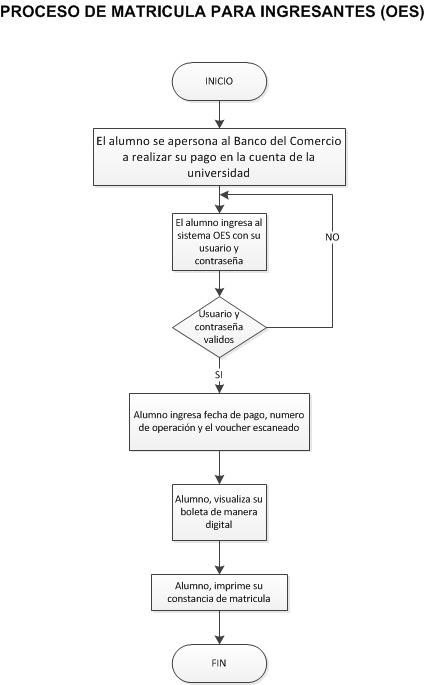 PROCESO DE MATRICULA PARA INGRESANTES (OES)
INICIO
El alumno se apersona al Banco del Comercio
a realizar su pago en la cuenta de la
universidad
El alumno ingresa al
sistema OES con su
usuario y
contraseña
NO
Usuario y
contraseña
validos
SI
Alumno ingresa fecha de pago, numero
de operación y el voucher escaneado
Alumno, visualiza su
boleta de manera
digital
Alumno, imprime su
constancia de matricula
FIN